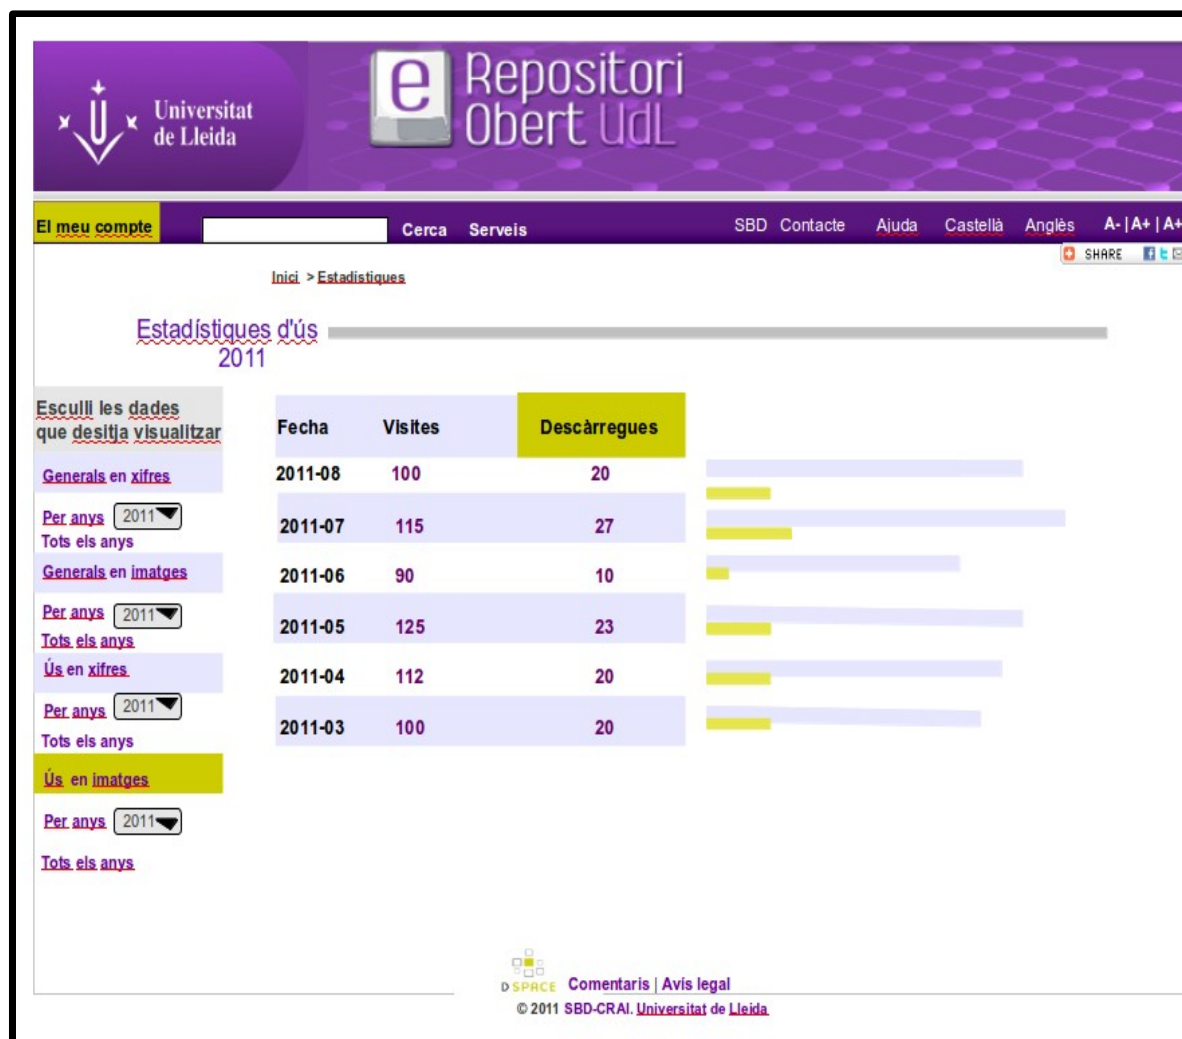 Universitat
de Lleida
e
Repositori
Obert UdL
El meu compte
Cerca Serveis
SBD Contacte Ajuda Castellà Anglès A- | A+ | A+
SHARE
Inici > Estadístiques
Estadístiques d'ús
2011
Esculli les dades
que desitja visualitzar
Generals en xifres
Per anys 2011
Tots els anys
Generals en imatges
Per anys 2011
Tots els anys
Ús en xifres
Per anys 2011
Tots els anys
Ús en imatges
Per anys 2011
Tots els anys
Fecha Visites Descàrregues
2011-08 100 20
2011-07 115 27
2011-06 90 10
2011-05 125 23
2011-04 112 20
2011-03 100 20
DSPACE Comentaris | Avís legal
© 2011 SBD-CRAI. Universitat de Lleida